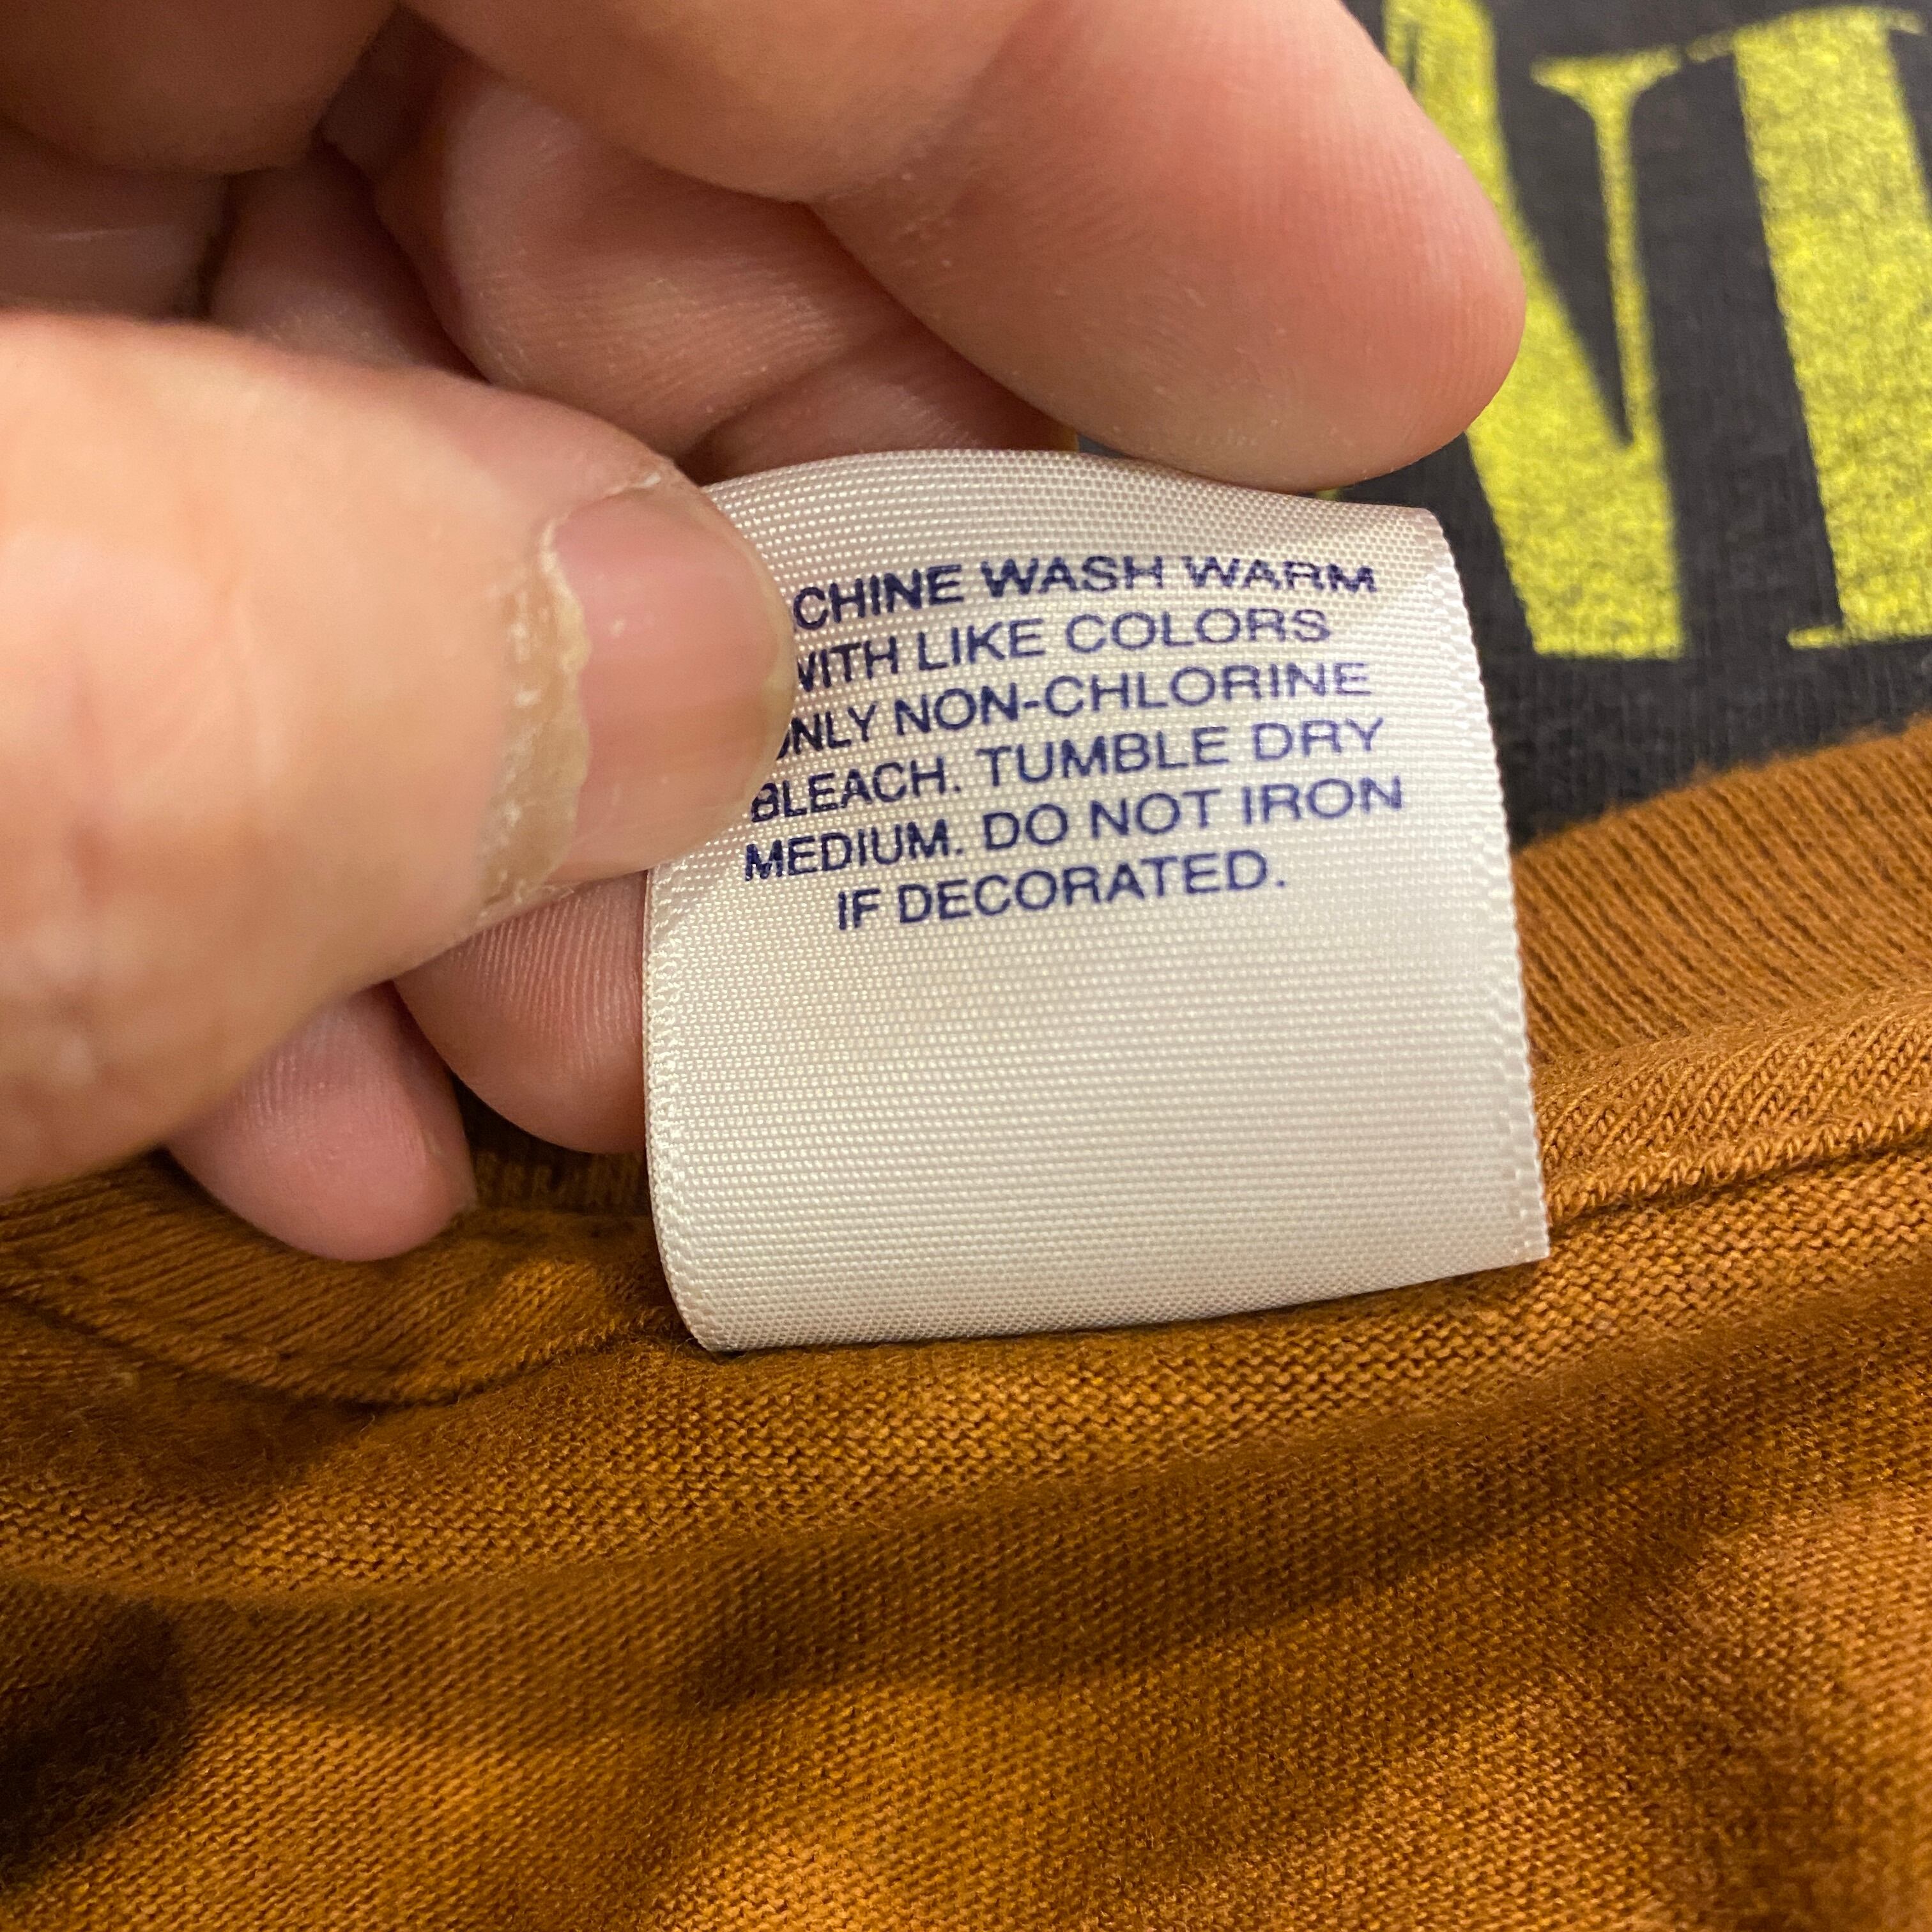 CHINE WASH WARM
WITH LIKE COLORS
ONLY NON-CHLORINE
BLEACH. TUMBLE DRY
MEDIUM. DO NOT IRON
IF DECORATED.